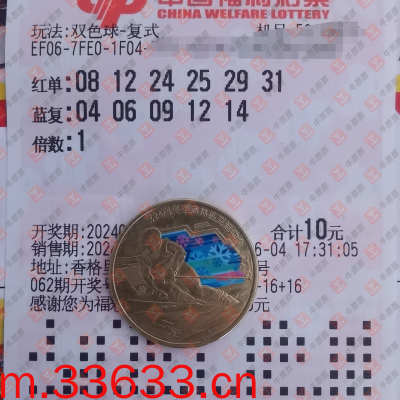 中国福利彩票
CHINA WELFARE LOTTERY
玩法:双色球-复式
EF06-7FE0-1F04-
红单:08 12 24 25 29 31
蓝复:04 06 09 12 14
倍数:1
开奖期:2024 合计10元
销售期:202 6-04 17:31:05
地址:香格里 号
062期开奖号 -16+16
感谢您为福
m.33633.cn